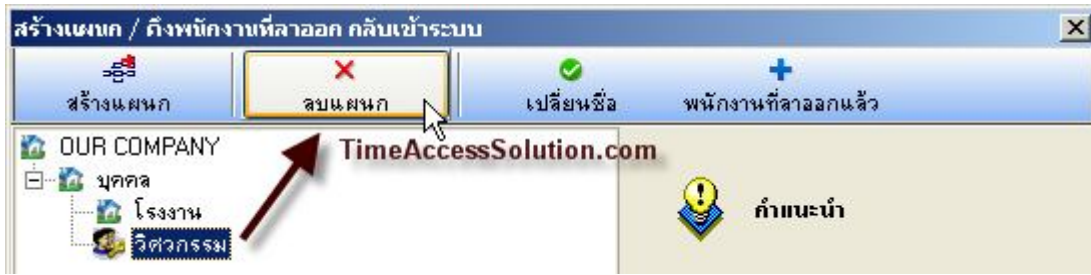 สร้างแผนก / ดึงพนักงานที่ลาออก กลับเข้าระบบ
สร้างแผนก ลบแผนก เปลี่ยนชื่อ พนักงานที่ลาออกแล้ว
OUR COMPANY
TimeAccessSolution.com
บุคคล
โรงงาน
วิศวกรรม
คำแนะนำ